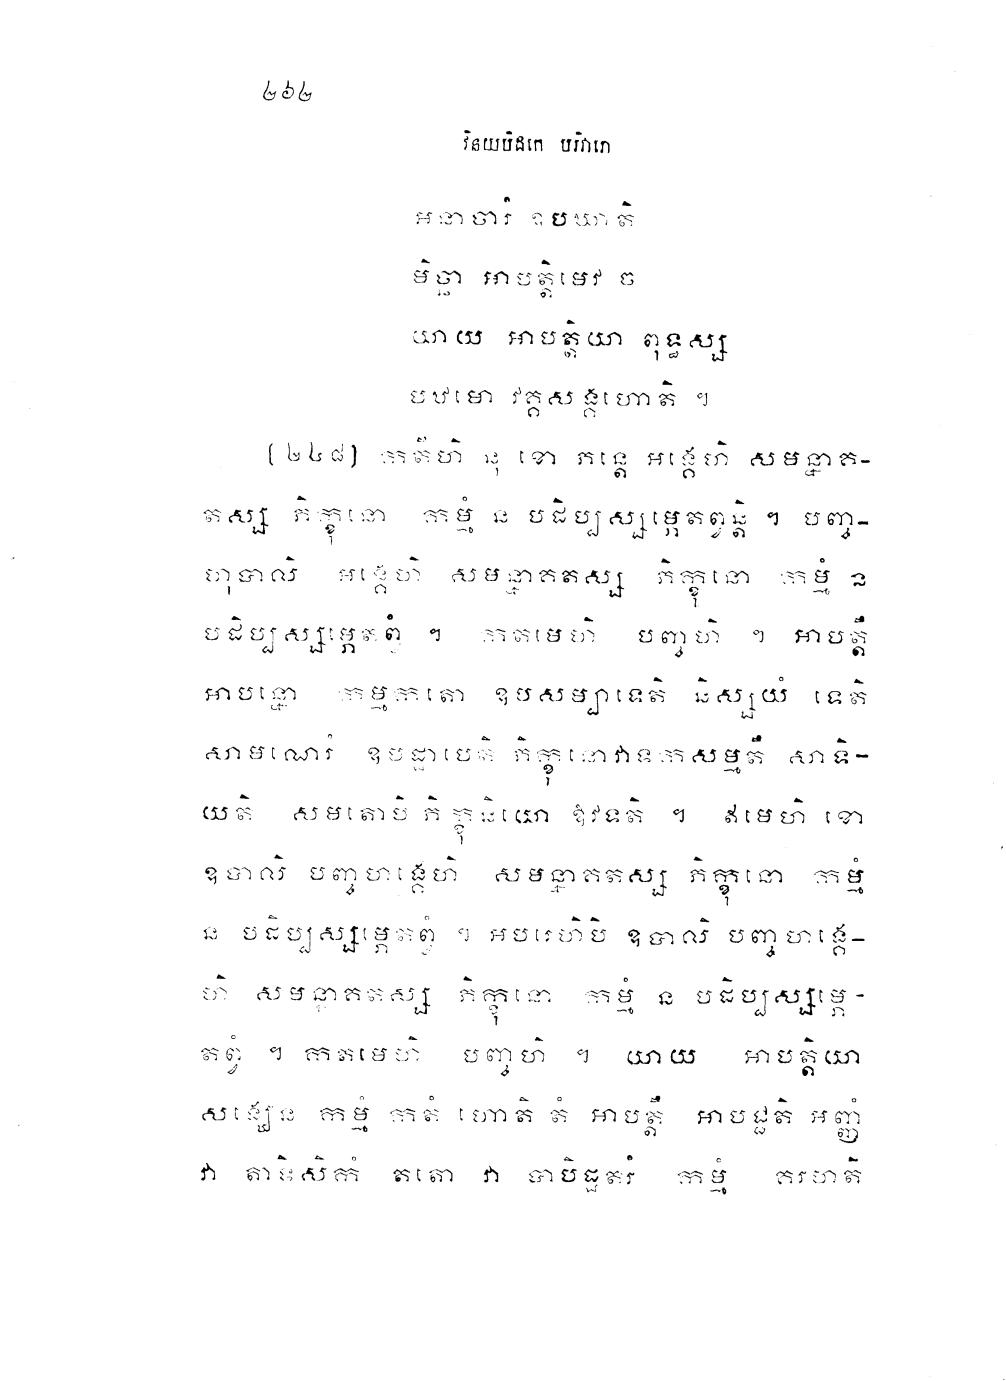 ២៦២
វិនយបិដកេ បរិវារោ
អនាចារំ ឧបឃាតិ
មិច្ឆា អាបត្តិមេវ ច
យាយ អាបត្តិយា ពុទ្ធស្ស
បឋមោ វត្តសង្គហោតិ ។
(២៤៨) កតីហិ នុ ខោ ភន្តេ អង្គេហិ សមន្នាគ-
តស្ស ភិក្ខុនោ កម្មំ ន បដិប្បស្សម្ភេតព្វន្តិ ។ បញ្ច-
ហុបាលិ អង្គេហិ សមន្នាគតស្ស ភិក្ខុនោ កម្មំ ន
បដិប្បស្សម្ភេតព្វំ ។ កតមេហិ បញ្ចហិ ។ អាបត្តឹ
អាបន្នោ កម្មកតោ ឧបសម្បាទេតិ និស្សយំ ទេតិ
សាមណេរំ ឧបដ្ឋាបេតិ ភិក្ខុនោវាទកសម្មតឹ សាទិ-
យតិ សមតោបិ ភិក្ខុនិយោ ឱវទតិ ។ ឥមេហិ ខោ
ឧបាលិ បញ្ចហង្គេហិ សមន្នាគតស្ស ភិក្ខុនោ កម្មំ
ន បដិប្បស្សម្ភេតព្វំ ។ អបរេហិបិ ឧបាលិ បញ្ចហង្គេ-
ហិ សមន្នាគតស្ស ភិក្ខុនោ កម្មំ ន បដិប្បស្សម្ភេ-
តព្វំ ។ កតមេហិ បញ្ចហិ ។ យាយ អាបត្តិយា
សង្ឃេន កម្មំ កតំ ហោតិ តំ អាបត្តឹ អាបជ្ជតិ អញ្ញំ
វា តាទិសិកំ តតោ វា បាបិដ្ឋតរំ កម្មំ គរហតិ